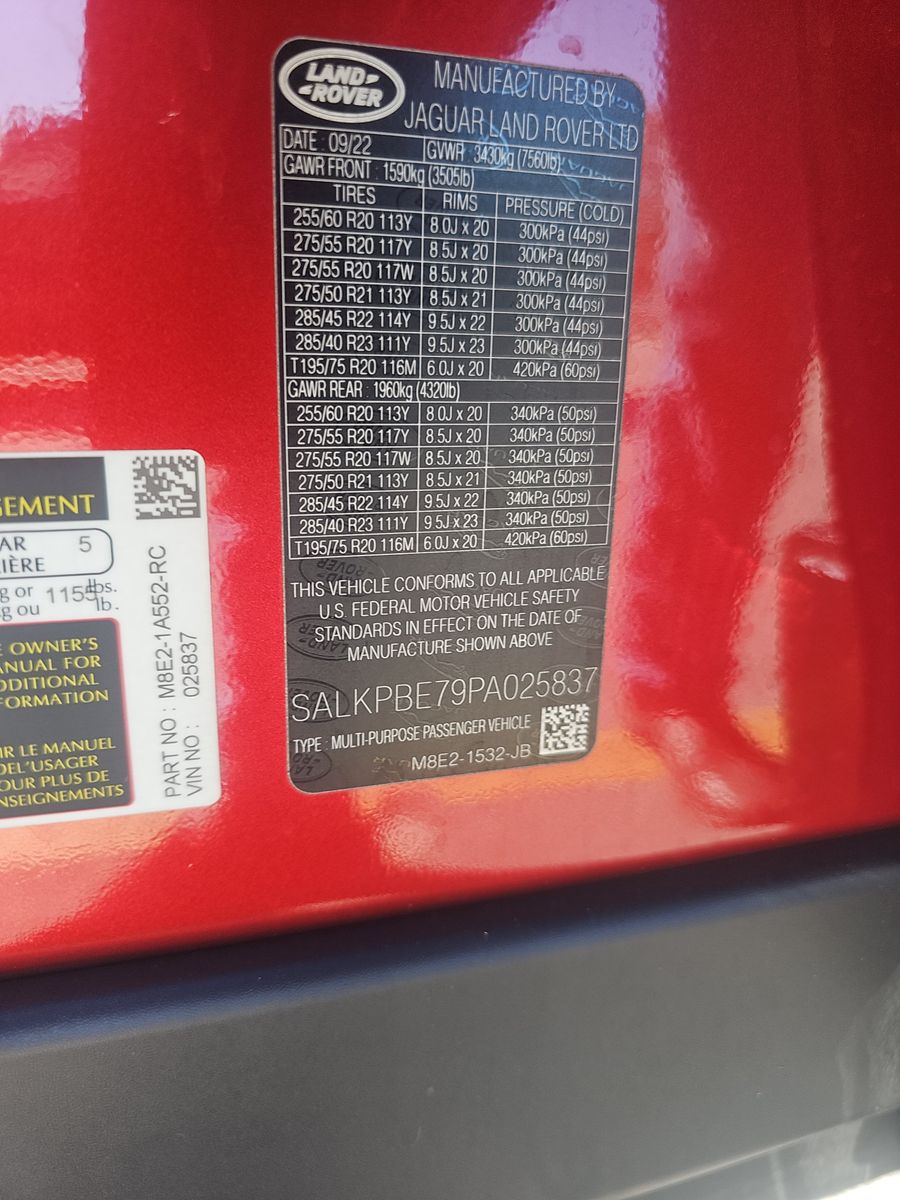 LAND-
-ROVER
MANUFACTURED BY
JAGUAR LAND ROVER LTD
DATE : 09/22 GVWR : 3430kg (7560lb)
GAWR FRONT : 1590kg (3505lb)
TIRES RIMS PRESSURE (COLD)
255/60 R20 113Y 8.0J x 20 300kPa (44psi)
275/55 R20 117Y 8.5J x 20 300kPa (44psi)
275/55 R20 117W 8.5J x 20 300kPa (44psi)
275/50 R21 113Y 8.5J x 21 300kPa (44psi)
285/45 R22 114Y 9.5J x 22 300kPa (44psi)
285/40 R23 111Y 9.5J x 23 300kPa (44psi)
T195/75 R20 116M 6.0J x 20 420kPa (60psi)
GAWR REAR : 1960kg (4320lb)
255/60 R20 113Y 8.0J x 20 340kPa (50psi)
275/55 R20 117Y 8.5J x 20 340kPa (50psi)
275/55 R20 117W 8.5J x 20 340kPa (50psi)
275/50 R21 113Y 8.5J x 21 340kPa (50psi)
285/45 R22 114Y 9.5J x 22 340kPa (50psi)
285/40 R23 111Y 9.5J x 23 340kPa (50psi)
T195/75 R20 116M 6.0J x 20 420kPa (60psi)
THIS VEHICLE CONFORMS TO ALL APPLICABLE
U.S. FEDERAL MOTOR VEHICLE SAFETY
STANDARDS IN EFFECT ON THE DATE OF
MANUFACTURE SHOWN ABOVE
SALKPBE79PA025837
TYPE : MULTI-PURPOSE PASSENGER VEHICLE
M8E2-1532-JB
GEMENT
AR 5
IÈRE
g or 1155 lbs.
kg ou lb.
E OWNER'S
ANUAL FOR
DDITIONAL
FORMATION
IR LE MANUEL
DEL'USAGER
OUR PLUS DE
NSEIGNEMENTS
PART NO : M8E2-1A552-RC
VIN NO : 025837